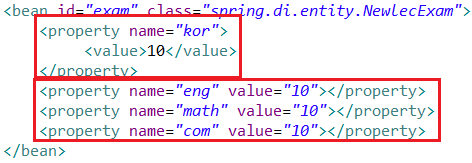 <bean id="exam" class="spring.di.entity.NewlecExam">
<property name="kor">
<value>10</value>
</property>
<property name="eng" value="10"></property>
<property name="math" value="10"></property>
<property name="com" value="10"></property>
</bean>